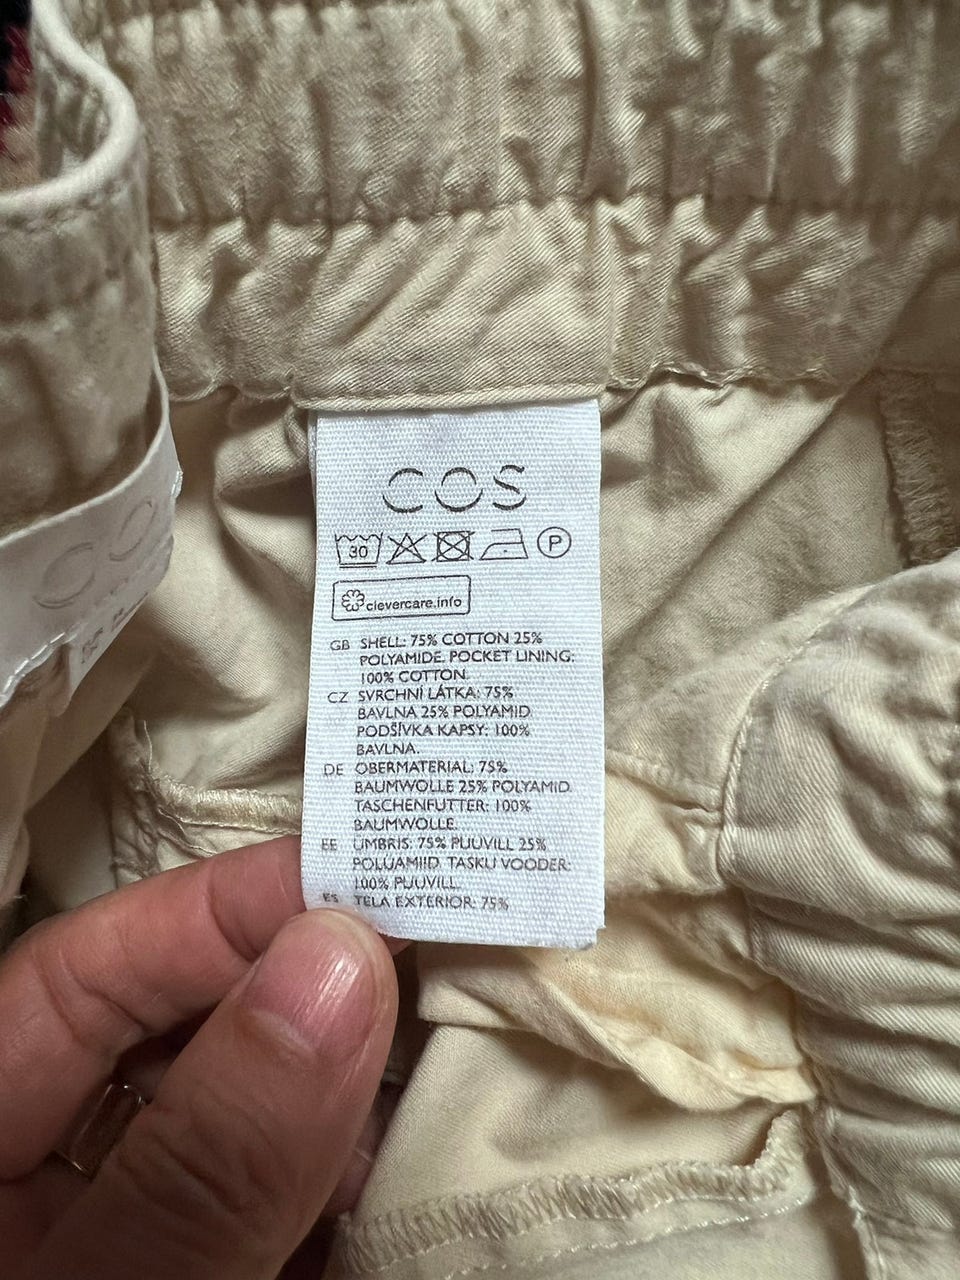 COS
30
P
clevercare.info
GB SHELL: 75% COTTON 25%
POLYAMIDE. POCKET LINING:
100% COTTON.
CZ SVRCHNÍ LÁTKA: 75%
BAVLNA 25% POLYAMID.
PODŠÍVKA KAPSY: 100%
BAVLNA.
DE OBERMATERIAL: 75%
BAUMWOLLE 25% POLYAMID.
TASCHENFUTTER: 100%
BAUMWOLLE.
EE ÜMBRIS: 75% PUUVILL 25%
POLÜAMIID. TASKU VOODER:
100% PUUVILL.
ES TELA EXTERIOR: 75%
CO